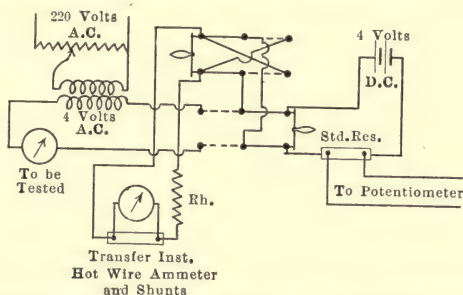 220 Volts
A.C.
4 Volts
A.C.
To be
Tested
Rh.
Transfer Inst.
Hot Wire Ammeter
and Shunts
4 Volts
D.C.
Std.Res.
To Potentiometer